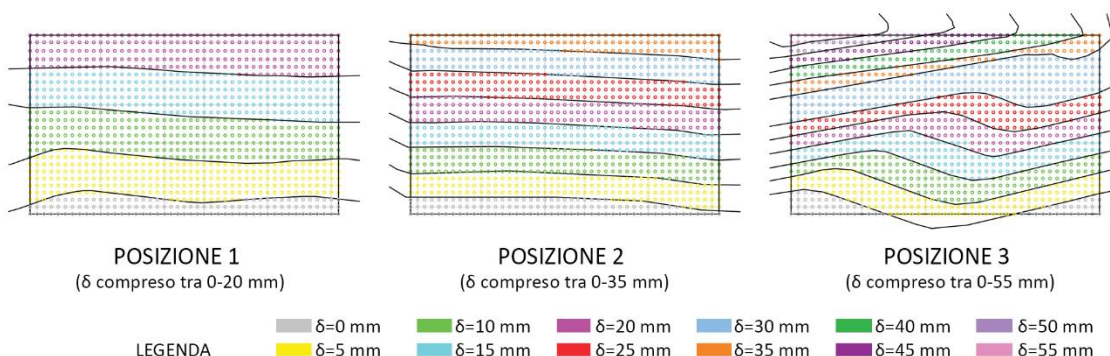 POSIZIONE 1 POSIZIONE 2 POSIZIONE 3
(δ compreso tra 0-20 mm) (δ compreso tra 0-35 mm) (δ compreso tra 0-55 mm)
δ=0 mm δ=10 mm δ=20 mm δ=30 mm δ=40 mm δ=50 mm
LEGENDA δ=5 mm δ=15 mm δ=25 mm δ=35 mm δ=45 mm δ=55 mm